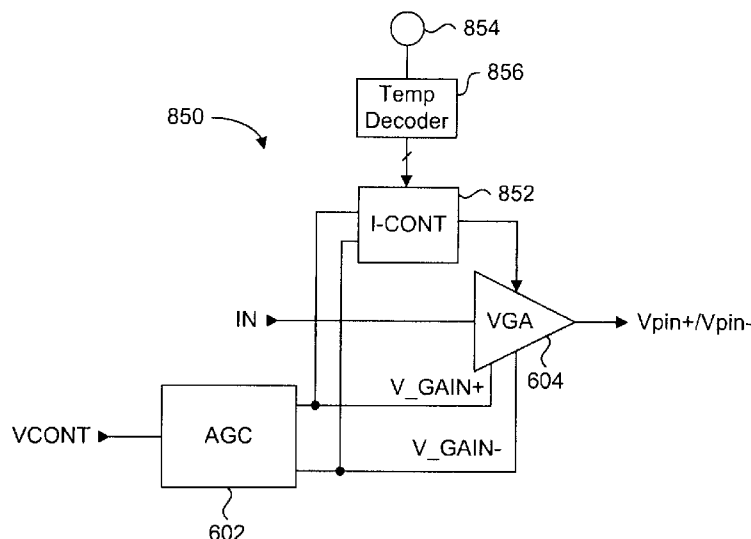 854
856
Temp
Decoder
850
852
I-CONT
IN
VGA
Vpin+/Vpin-
604
V_GAIN+
VCONT
AGC
V_GAIN-
602